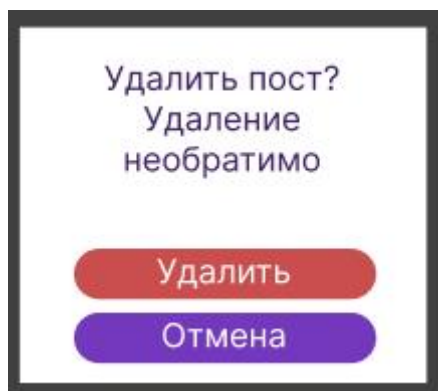 Удалить пост?
Удаление
необратимо
Удалить
Отмена